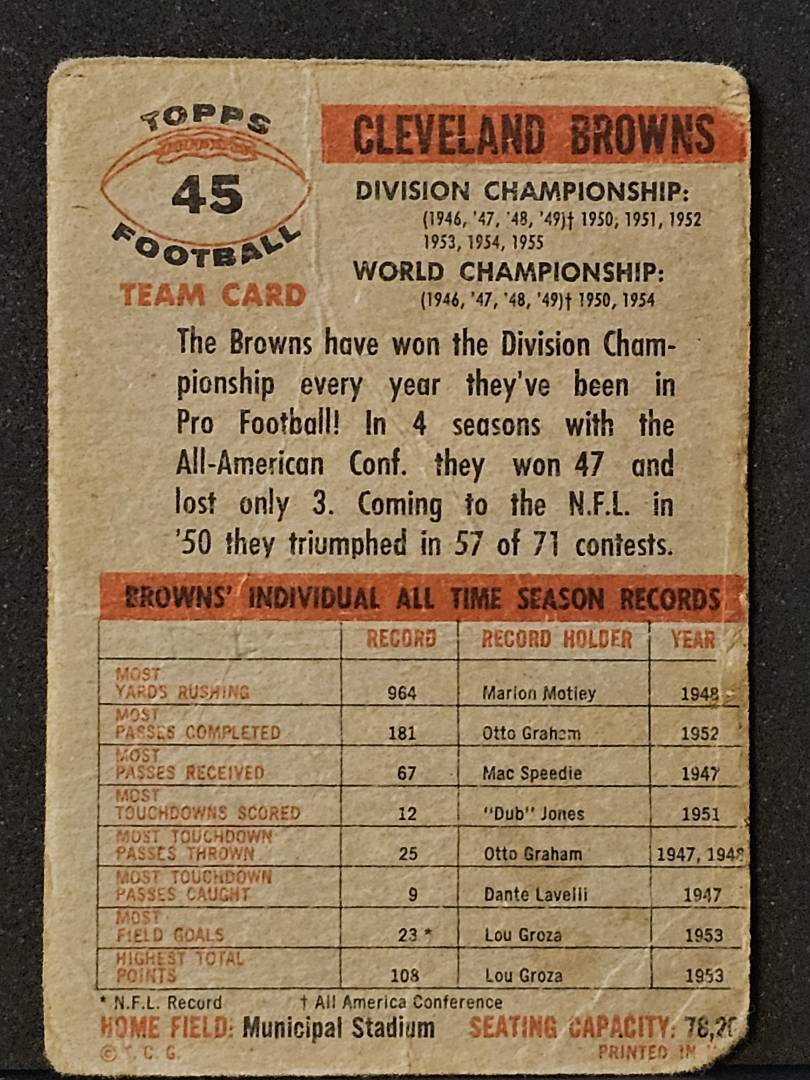 TOPPS
45
FOOTBALL
TEAM CARD
CLEVELAND BROWNS
DIVISION CHAMPIONSHIP:
(1946, '47, '48, '49)† 1950; 1951, 1952
1953, 1954, 1955
WORLD CHAMPIONSHIP:
(1946, '47, '48, '49)† 1950, 1954
The Browns have won the Division Cham-
pionship every year they've been in
Pro Football! In 4 seasons with the
All-American Conf. they won 47 and
lost only 3. Coming to the N.F.L. in
'50 they triumphed in 57 of 71 contests.
BROWNS' INDIVIDUAL ALL TIME SEASON RECORDS
RECORD RECORD HOLDER YEAR
MOST
YARDS RUSHING 964 Marion Motley 1948
MOST
PASSES COMPLETED 181 Otto Graham 1952
MOST
PASSES RECEIVED 67 Mac Speedie 1947
MOST
TOUCHDOWNS SCORED 12 "Dub" Jones 1951
MOST TOUCHDOWN
PASSES THROWN 25 Otto Graham 1947, 1948
MOST TOUCHDOWN
PASSES CAUGHT 9 Dante Lavelli 1947
MOST
FIELD GOALS 23 * Lou Groza 1953
HIGHEST TOTAL
POINTS 108 Lou Groza 1953
* N.F.L. Record † All America Conference
HOME FIELD: Municipal Stadium SEATING CAPACITY:
© T. C. G. PRINTED IN